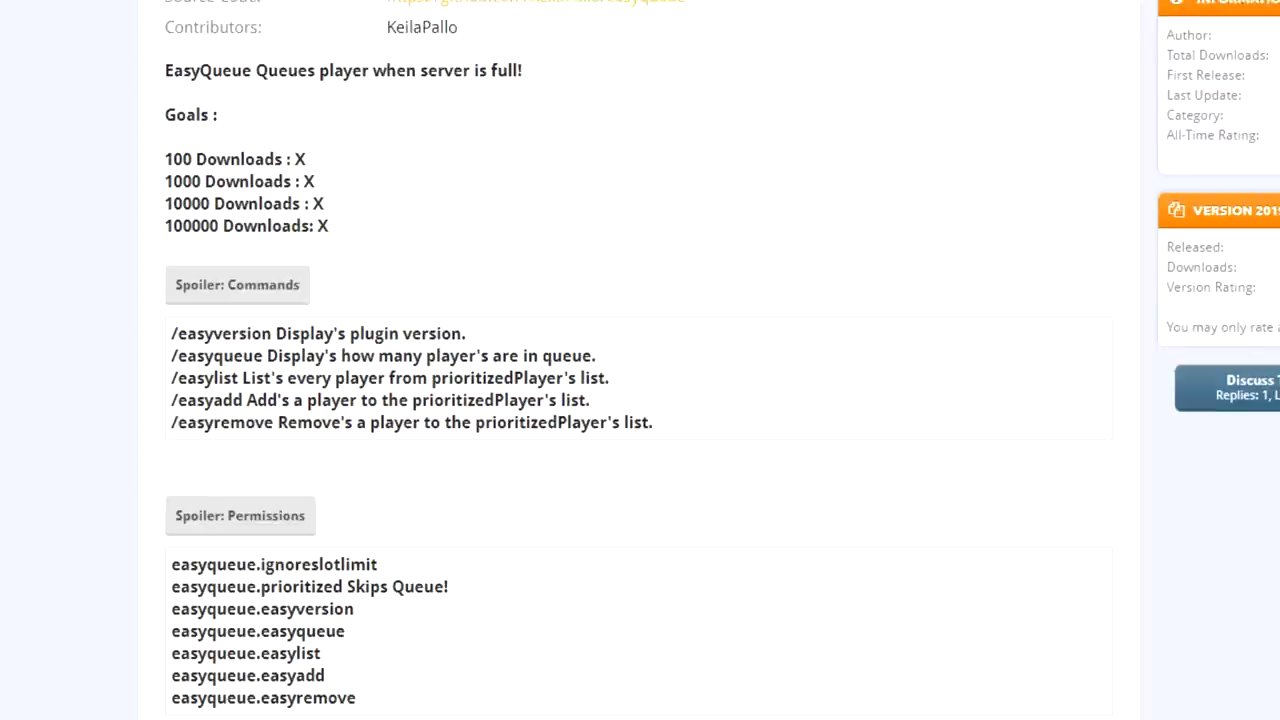 Contributors: KeilaPallo
EasyQueue Queues player when server is full!
Goals :
100 Downloads : X
1000 Downloads : X
10000 Downloads : X
100000 Downloads: X
Spoiler: Commands
/easyversion Display's plugin version.
/easyqueue Display's how many player's are in queue.
/easylist List's every player from prioritizedPlayer's list.
/easyadd Add's a player to the prioritizedPlayer's list.
/easyremove Remove's a player to the prioritizedPlayer's list.
Spoiler: Permissions
easyqueue.ignoreslotlimit
easyqueue.prioritized Skips Queue!
easyqueue.easyversion
easyqueue.easyqueue
easyqueue.easylist
easyqueue.easyadd
easyqueue.easyremove
Author:
Total Downloads:
First Release:
Last Update:
Category:
All-Time Rating:
VERSION 201
Released:
Downloads:
Version Rating:
You may only rate
Discuss
Replies: 1,